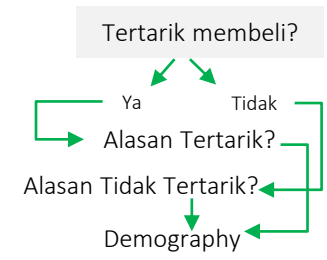 Tertarik membeli?
Ya Tidak
Alasan Tertarik?
Alasan Tidak Tertarik?
Demography